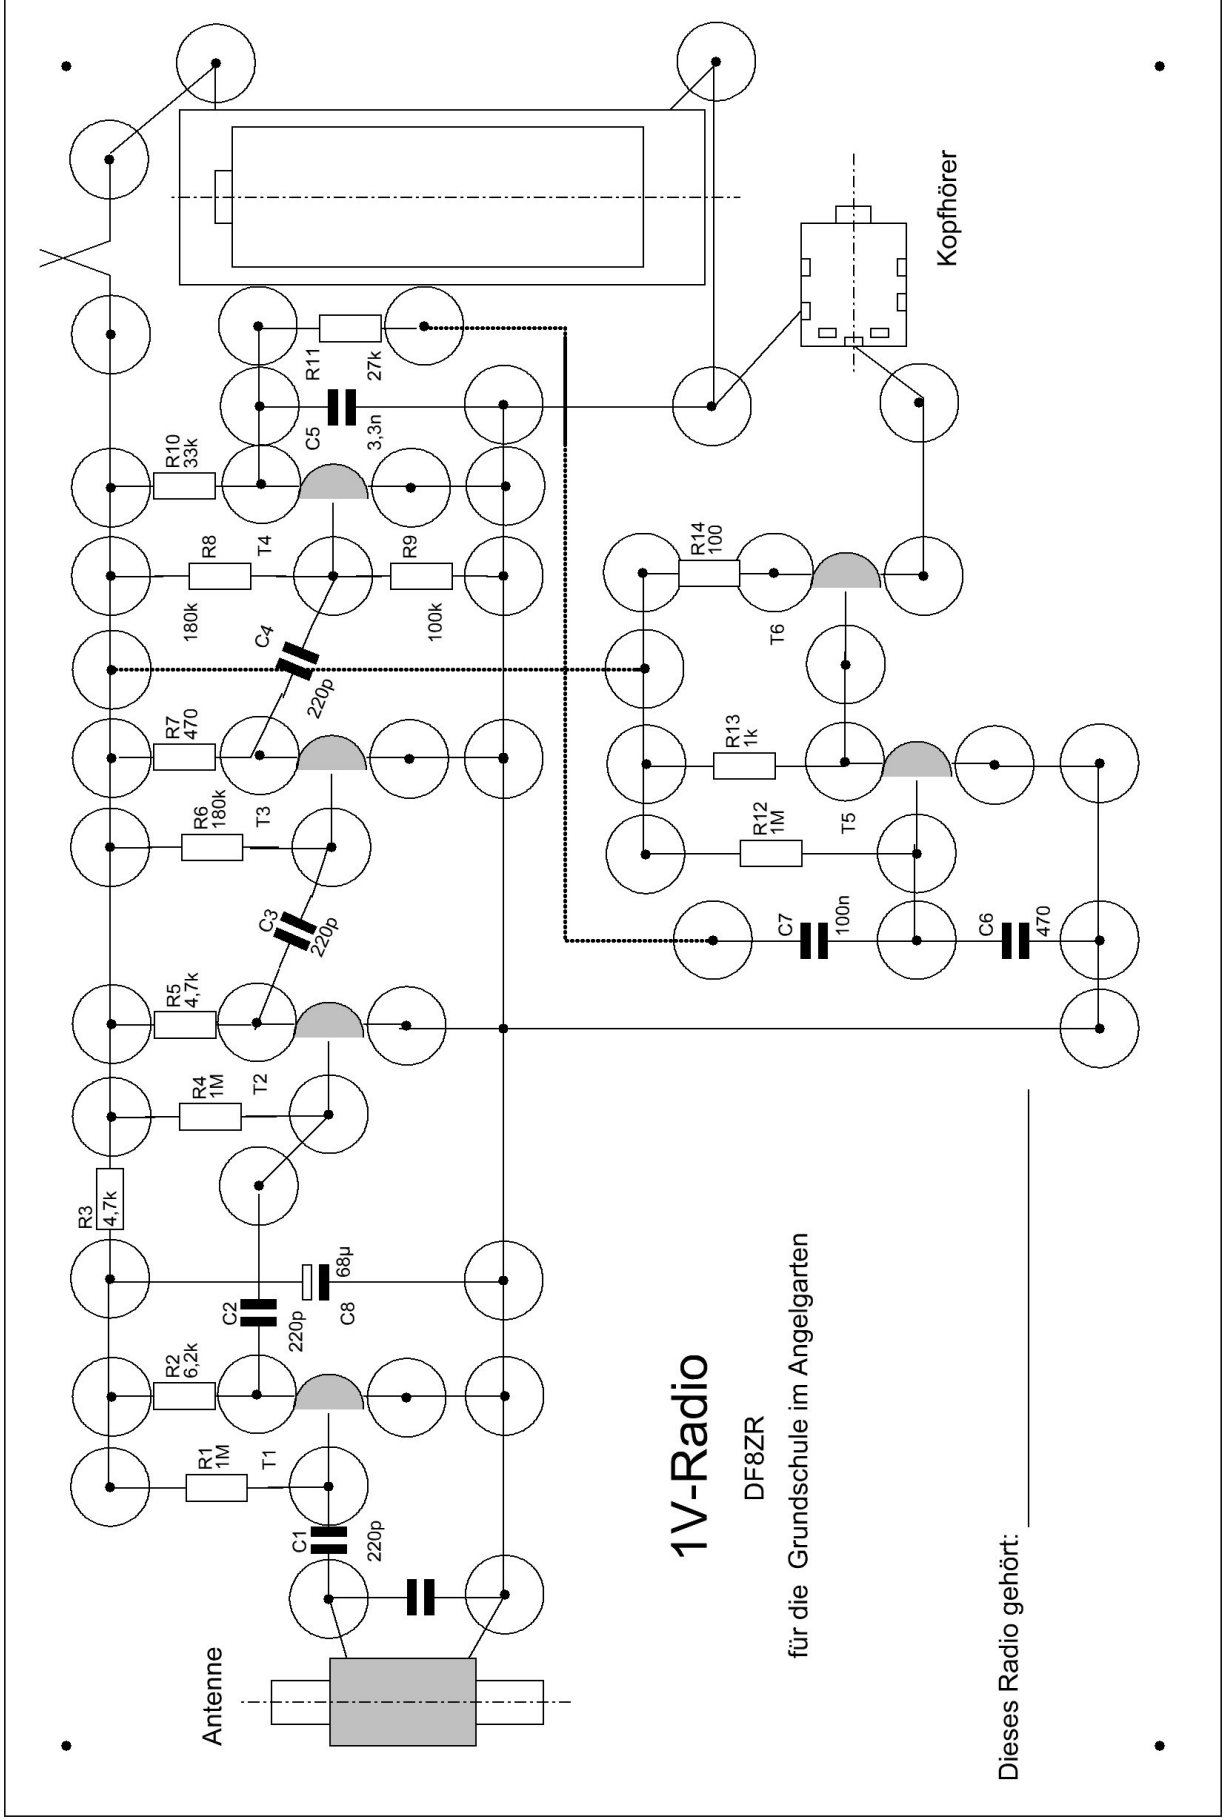 Antenne
C1
220p
R1
1M
T1
R2
6,2k
C2
220p
C8
68µ
R3
4,7k
R4
1M
T2
R5
4,7k
C3
220p
R6
180k
T3
R7
470
C4
220p
R8
180k
R9
100k
T4
R10
33k
C5
3,3n
R11
27k
C7
100n
C6
470
R12
1M
T5
R13
1k
T6
R14
100
Kopfhörer
1V-Radio
DF8ZR
für die Grundschule im Angelgarten
Dieses Radio gehört: